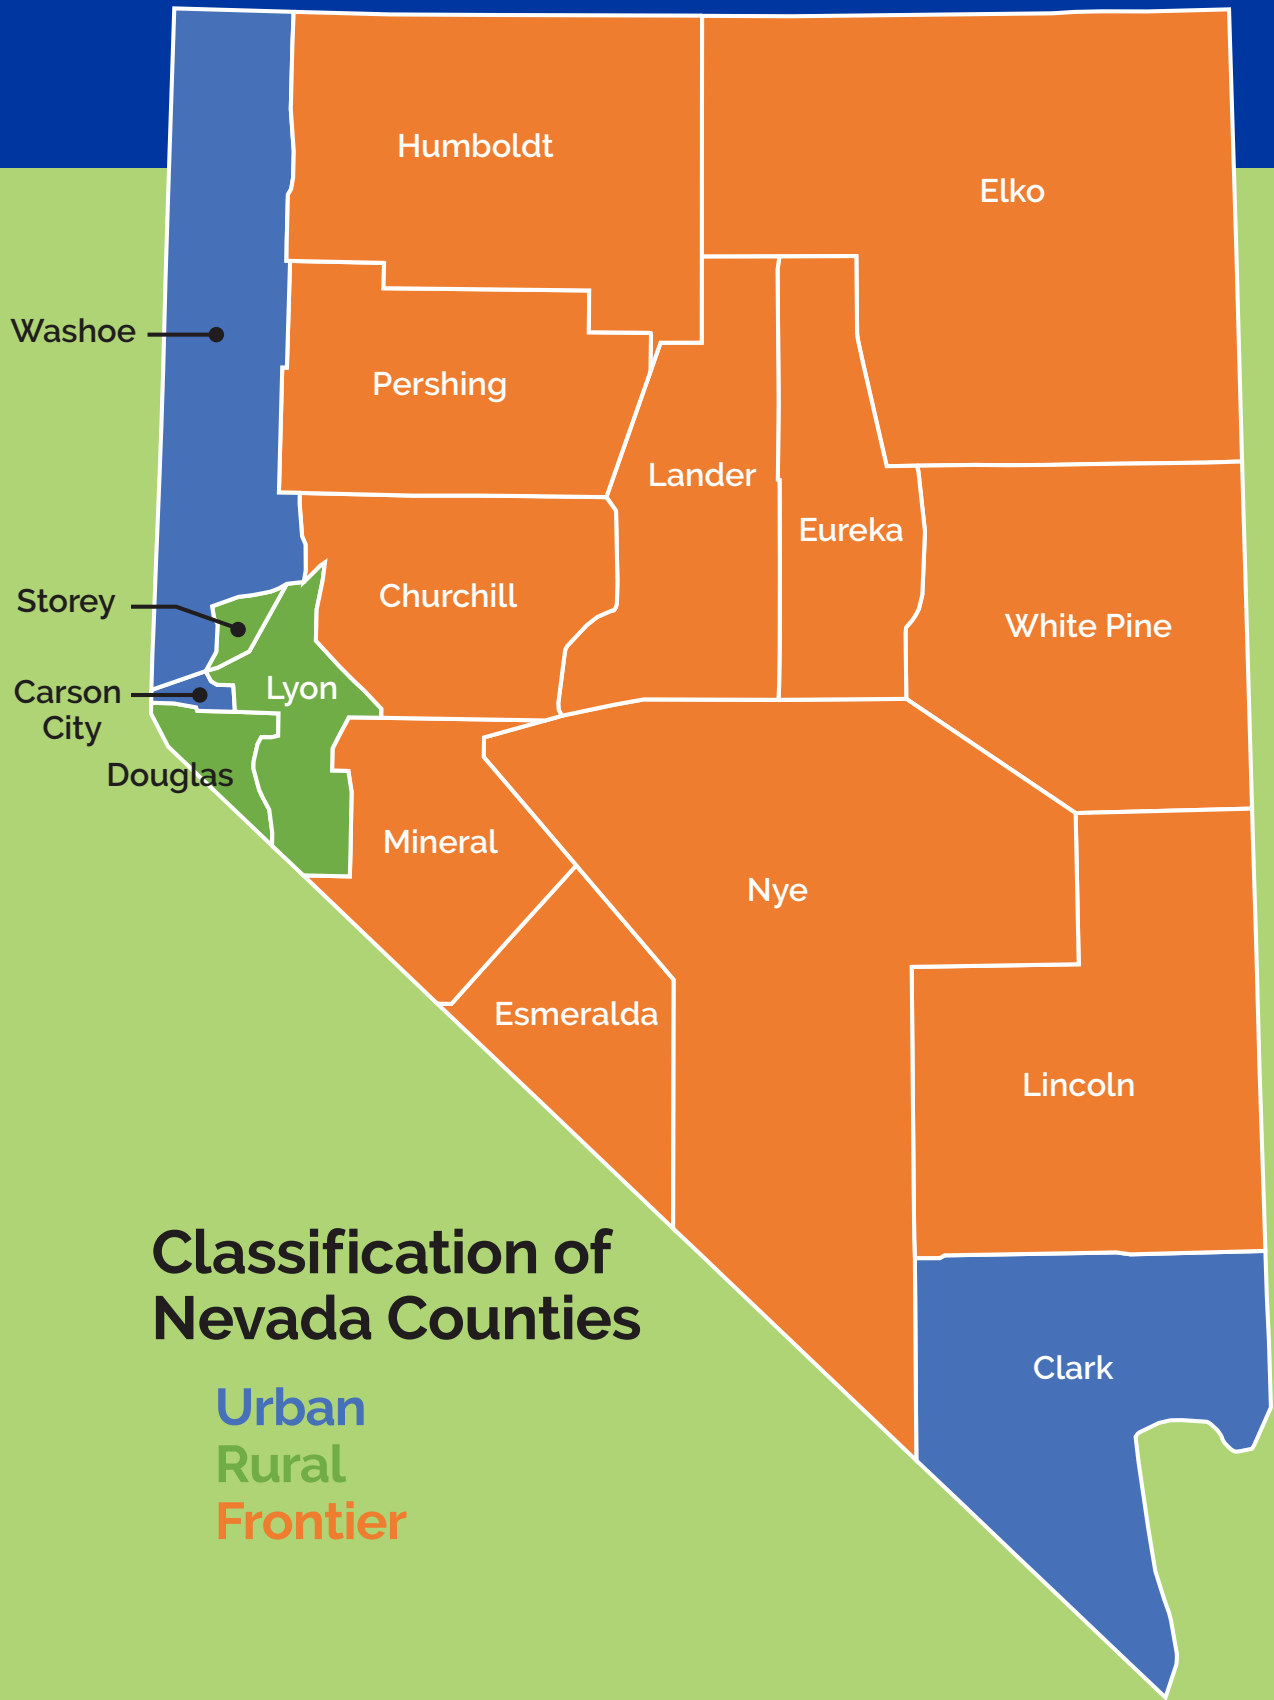 Humboldt
Elko
Washoe
Pershing
Lander
Eureka
Storey
Churchill
White Pine
Carson
City
Lyon
Douglas
Mineral
Nye
Esmeralda
Lincoln
Classification of
Nevada Counties
Clark
Urban
Rural
Frontier